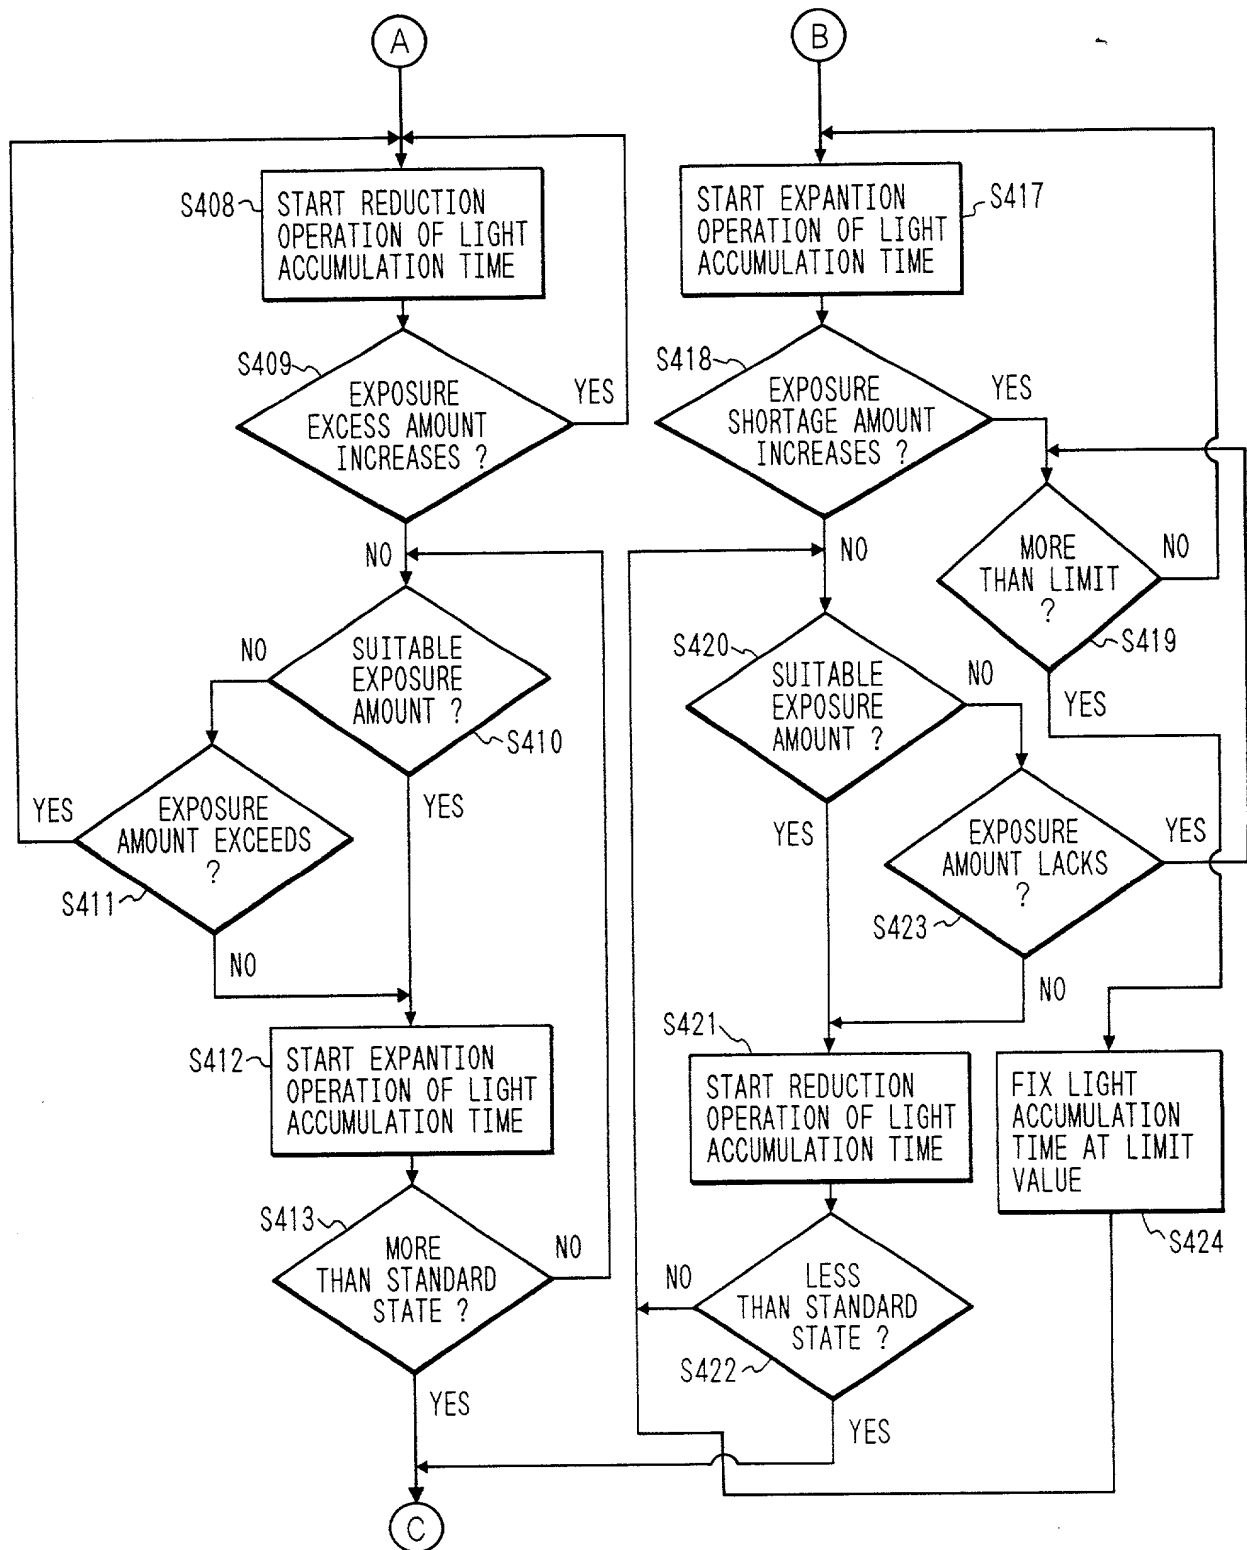 A
B
S408
START REDUCTION
OPERATION OF LIGHT
ACCUMULATION TIME
START EXPANTION
OPERATION OF LIGHT
ACCUMULATION TIME
S417
S409
EXPOSURE
EXCESS AMOUNT
INCREASES ?
YES
NO
S418
EXPOSURE
SHORTAGE AMOUNT
INCREASES ?
YES
NO
MORE
THAN LIMIT
?
NO
S419
YES
SUITABLE
EXPOSURE
AMOUNT ?
NO
S410
YES
S420
SUITABLE
EXPOSURE
AMOUNT ?
NO
YES
YES
EXPOSURE
AMOUNT EXCEEDS
?
S411
NO
EXPOSURE
AMOUNT LACKS
?
YES
S423
NO
S412
START EXPANTION
OPERATION OF LIGHT
ACCUMULATION TIME
S421
START REDUCTION
OPERATION OF LIGHT
ACCUMULATION TIME
FIX LIGHT
ACCUMULATION
TIME AT LIMIT
VALUE
S424
S413
MORE
THAN STANDARD
STATE ?
NO
YES
NO
LESS
THAN STANDARD
STATE ?
S422
YES
C